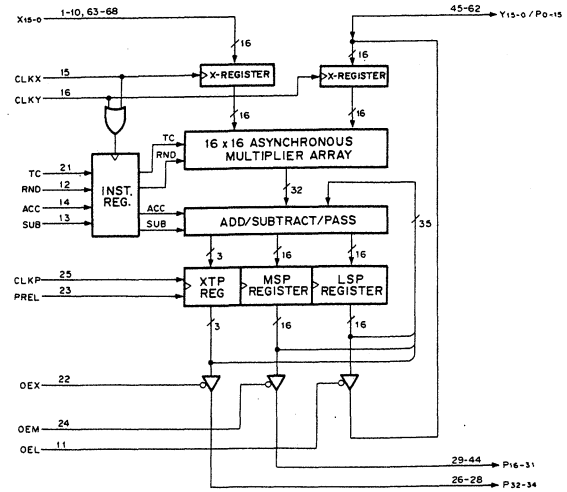 X15-0 1-10, 63-68
45-62 Y15-0 / P0-15
16
16
CLKX 15
X-REGISTER
X-REGISTER
CLKY 16
16
16
TC
16 x 16 ASYNCHRONOUS
MULTIPLIER ARRAY
RND
TC 21
RND 12
ACC 14
SUB 13
INST.
REG.
32
ACC
SUB
ADD/SUBTRACT/PASS
35
3
16
16
CLKP 25
PREL 23
XTP
REG
MSP
REGISTER
LSP
REGISTER
3
16
16
OEX 22
OEM 24
OEL 11
29-44 P16-31
26-28 P32-34